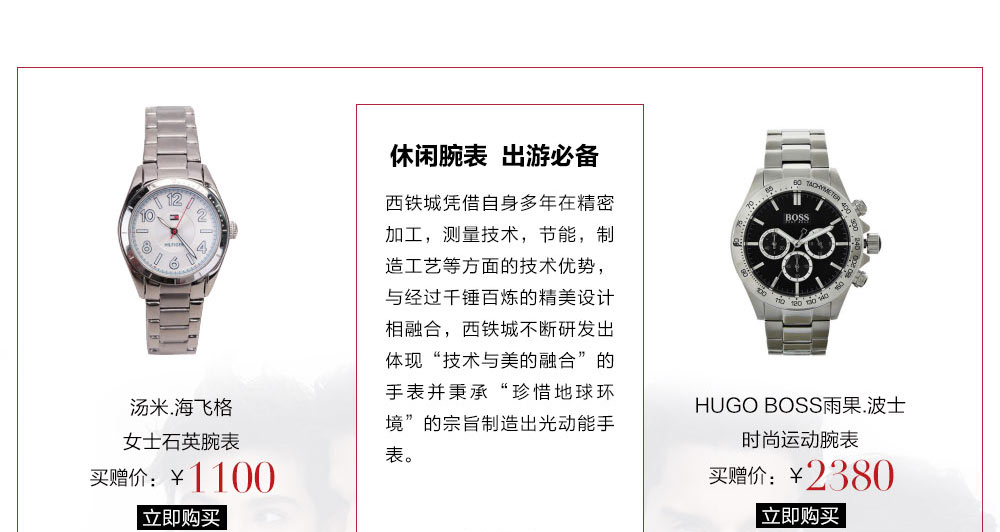 休闲腕表 出游必备
西铁城凭借自身多年在精密
加工，测量技术，节能，制
造工艺等方面的技术优势，
与经过千锤百炼的精美设计
相融合，西铁城不断研发出
体现“技术与美的融合”的
手表并秉承“珍惜地球环
境”的宗旨制造出光动能手
表。
汤米.海飞格
女士石英腕表
买赠价：￥1100
立即购买
BOSS
TACHYMETER
HUGO BOSS雨果.波士
时尚运动腕表
买赠价：￥2380
立即购买